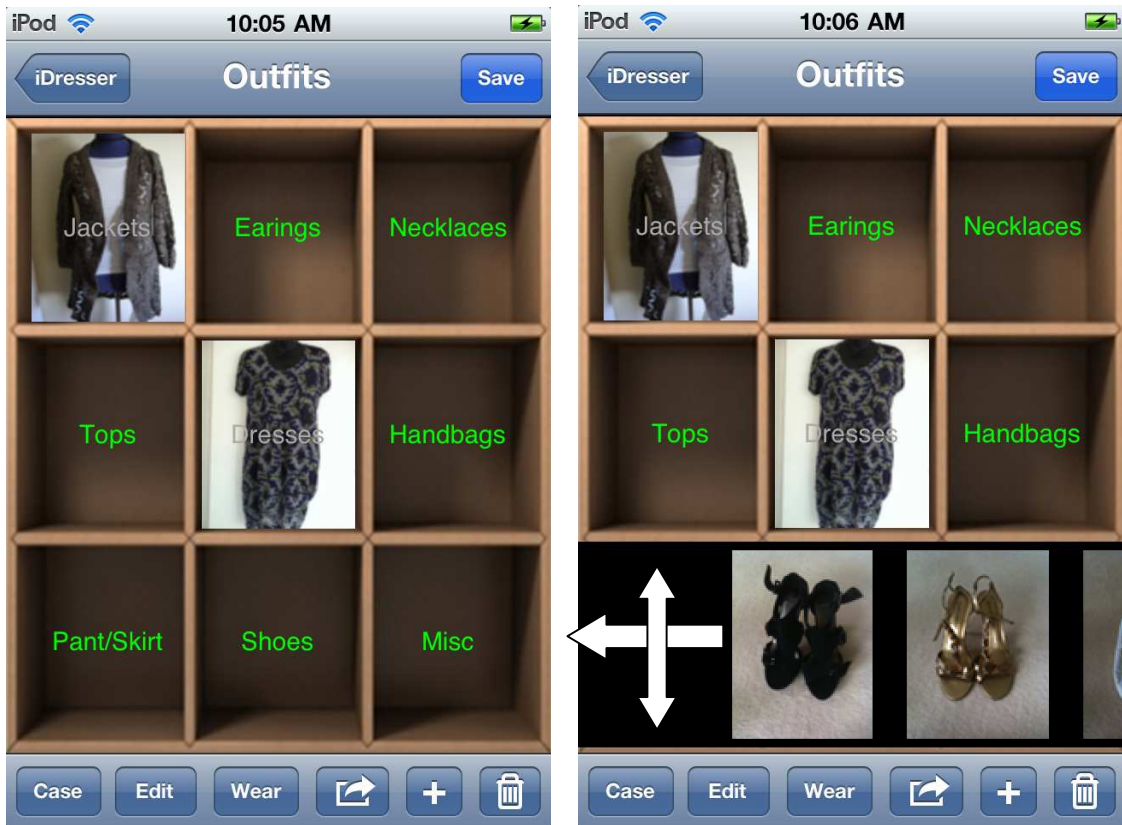 iPod 10:05 AM
iDresser Outfits Save
Jackets Earings Necklaces
Tops Dresses Handbags
Pant/Skirt Shoes Misc
Case Edit Wear +
iPod 10:06 AM
iDresser Outfits Save
Jackets Earings Necklaces
Tops Dresses Handbags
Case Edit Wear +